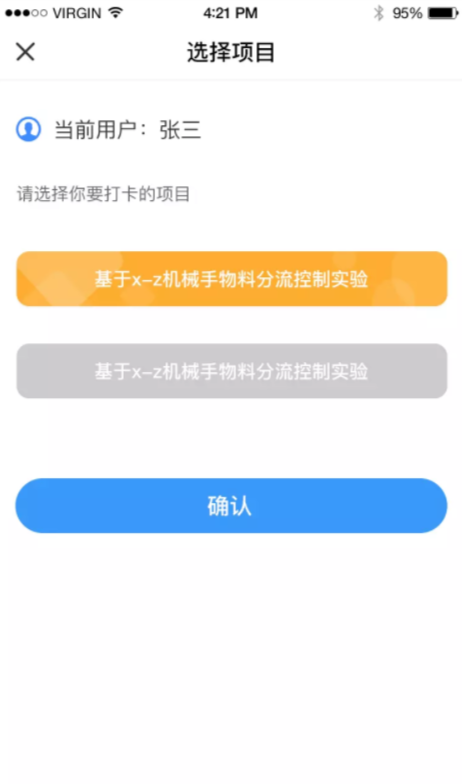 VIRGIN 4:21 PM 95%
选择项目
当前用户：张三
请选择你要打卡的项目
基于x-z机械手物料分流控制实验
基于x-z机械手物料分流控制实验
确认